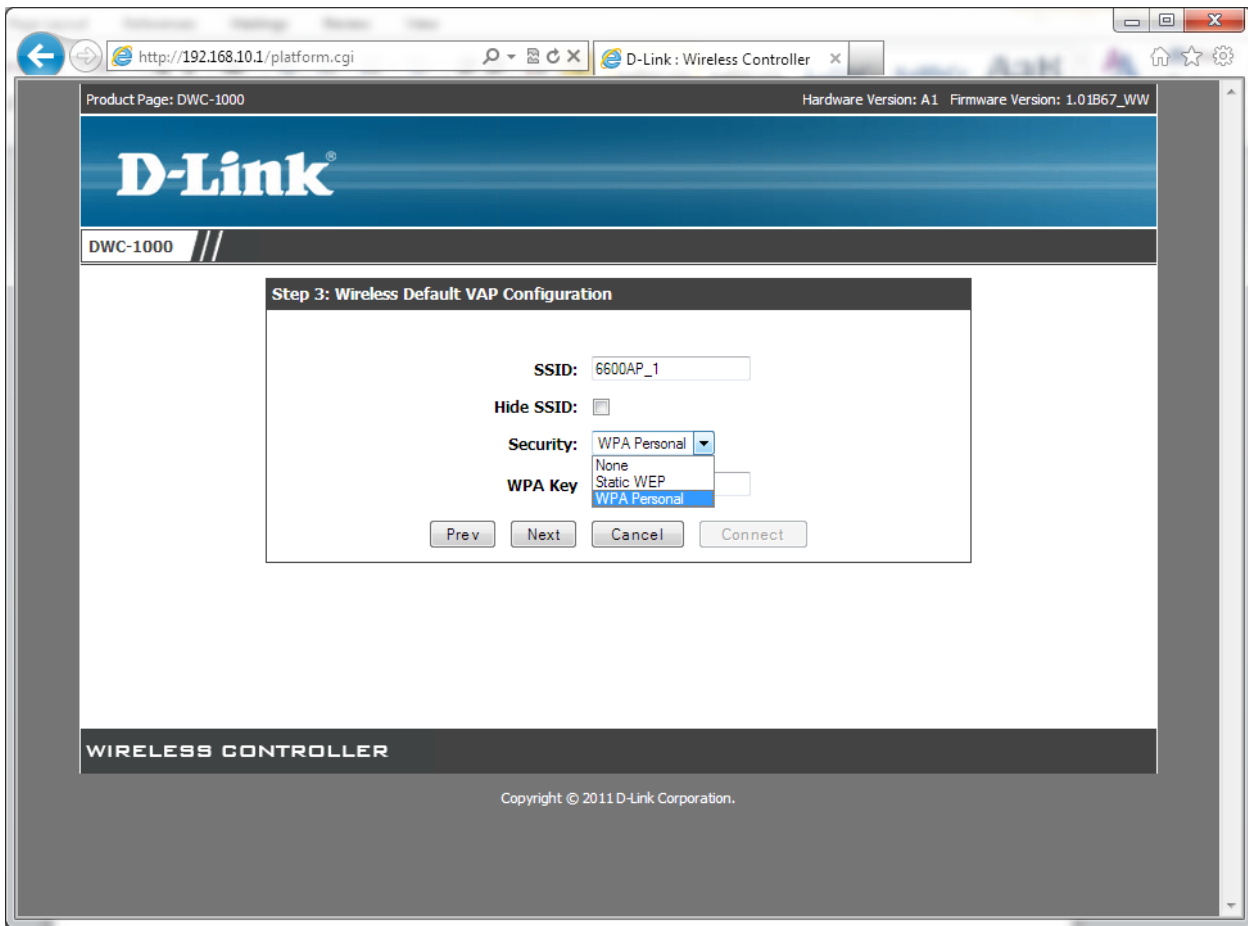 http://192.168.10.1/platform.cgi
D-Link : Wireless Controller
Product Page: DWC-1000
Hardware Version: A1 Firmware Version: 1.01B67_WW
D-Link®
DWC-1000
Step 3: Wireless Default VAP Configuration
SSID: 6600AP_1
Hide SSID:
Security: WPA Personal
None
Static WEP
WPA Personal
WPA Key
Prev Next Cancel Connect
WIRELESS CONTROLLER
Copyright © 2011 D-Link Corporation.